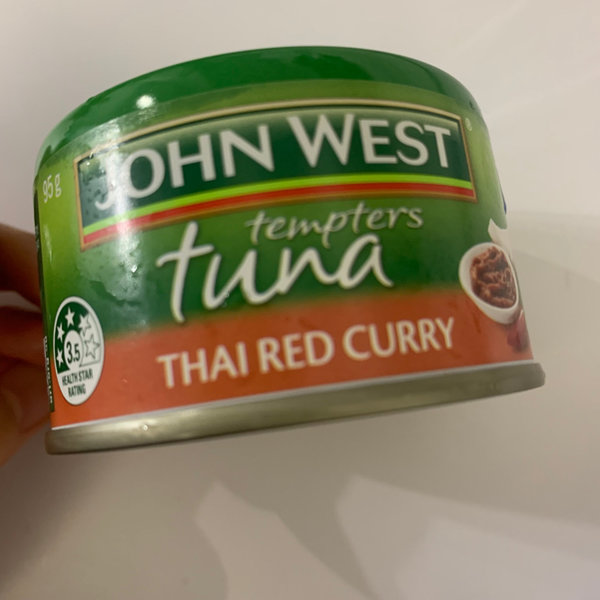 95g
JOHN WEST®
tempters
tuna
THAI RED CURRY
3.5
HEALTH STAR
RATING